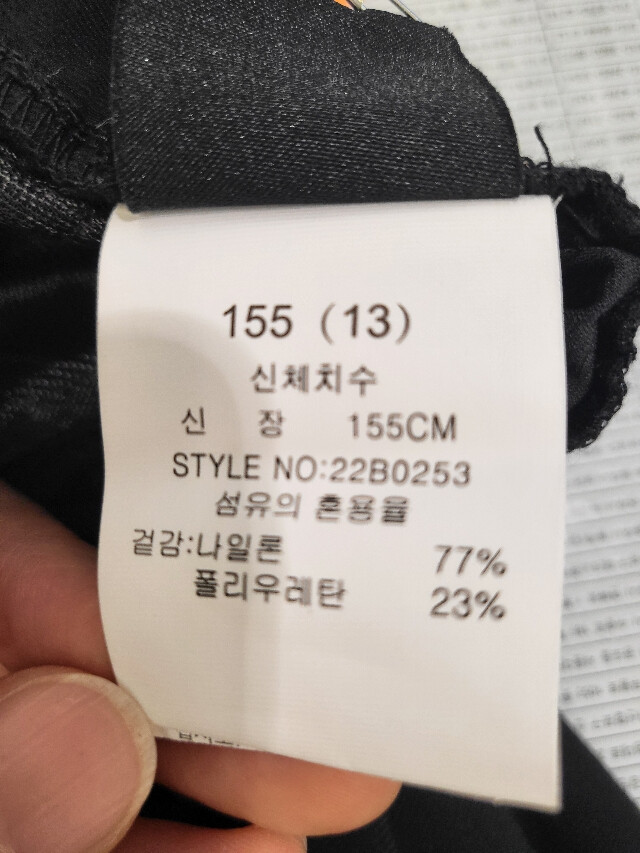 155 (13)
신체치수
신 장 155CM
STYLE NO:22B0253
섬유의 혼용율
겉감:나일론 77%
폴리우레탄 23%